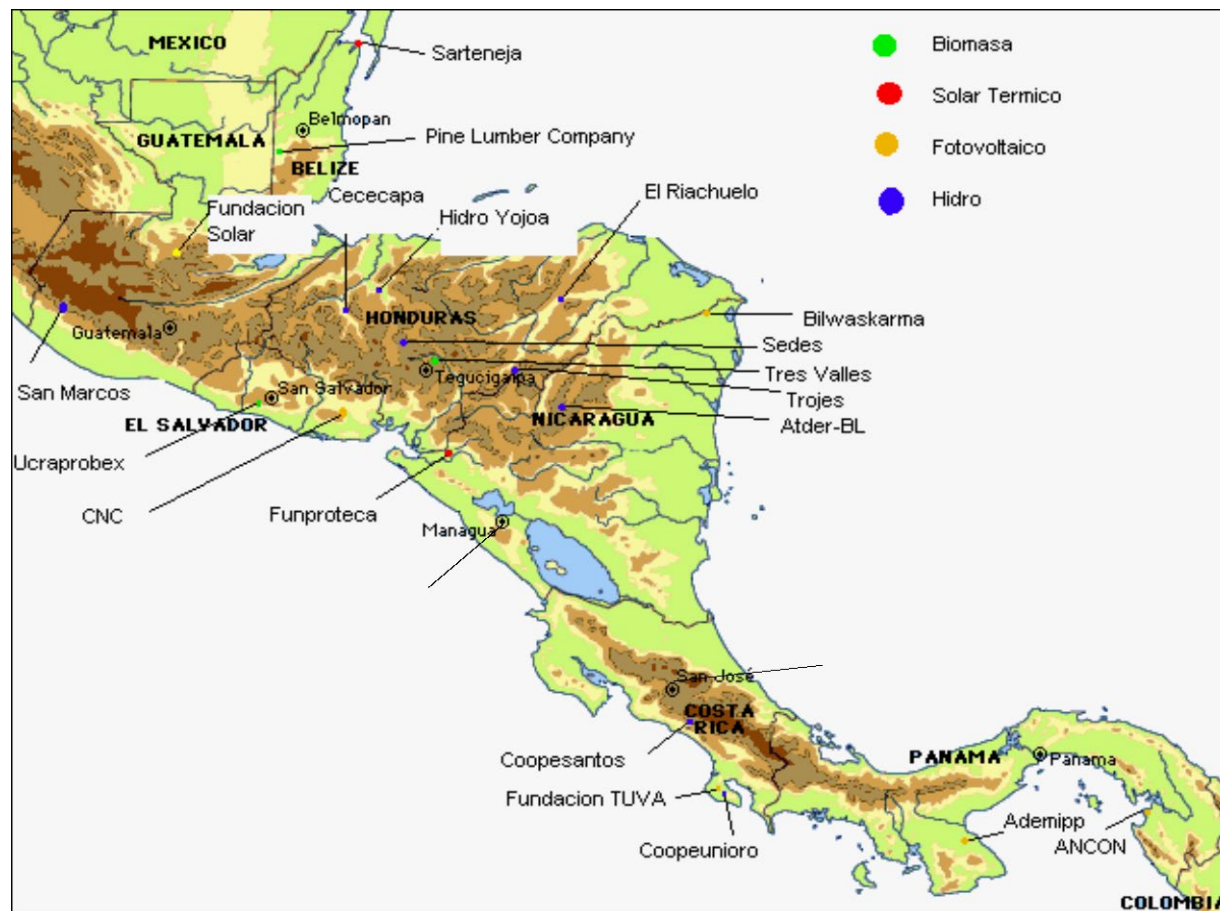 MEXICO
Sarteneja
Biomasa
Solar Termico
Fotovoltaico
Hidro
Belmopan
GUATEMALA
Pine Lumber Company
BELIZE
Cececapa
El Riachuelo
Fundacion
Solar
Hidro Yojoa
HONDURAS
Bilwaskarma
Guatemala
Sedes
Tegucigalpa
Tres Valles
San Marcos
San Salvador
Trojes
EL SALVADOR
NICARAGUA
Atder-BL
Ucraprobex
CNC
Funproteca
Managua
San José
COSTA
RICA
Coopesantos
PANAMA
Panama
Fundacion TUVA
Ademipp
Coopeunioro
ANCON
COLOMBIA